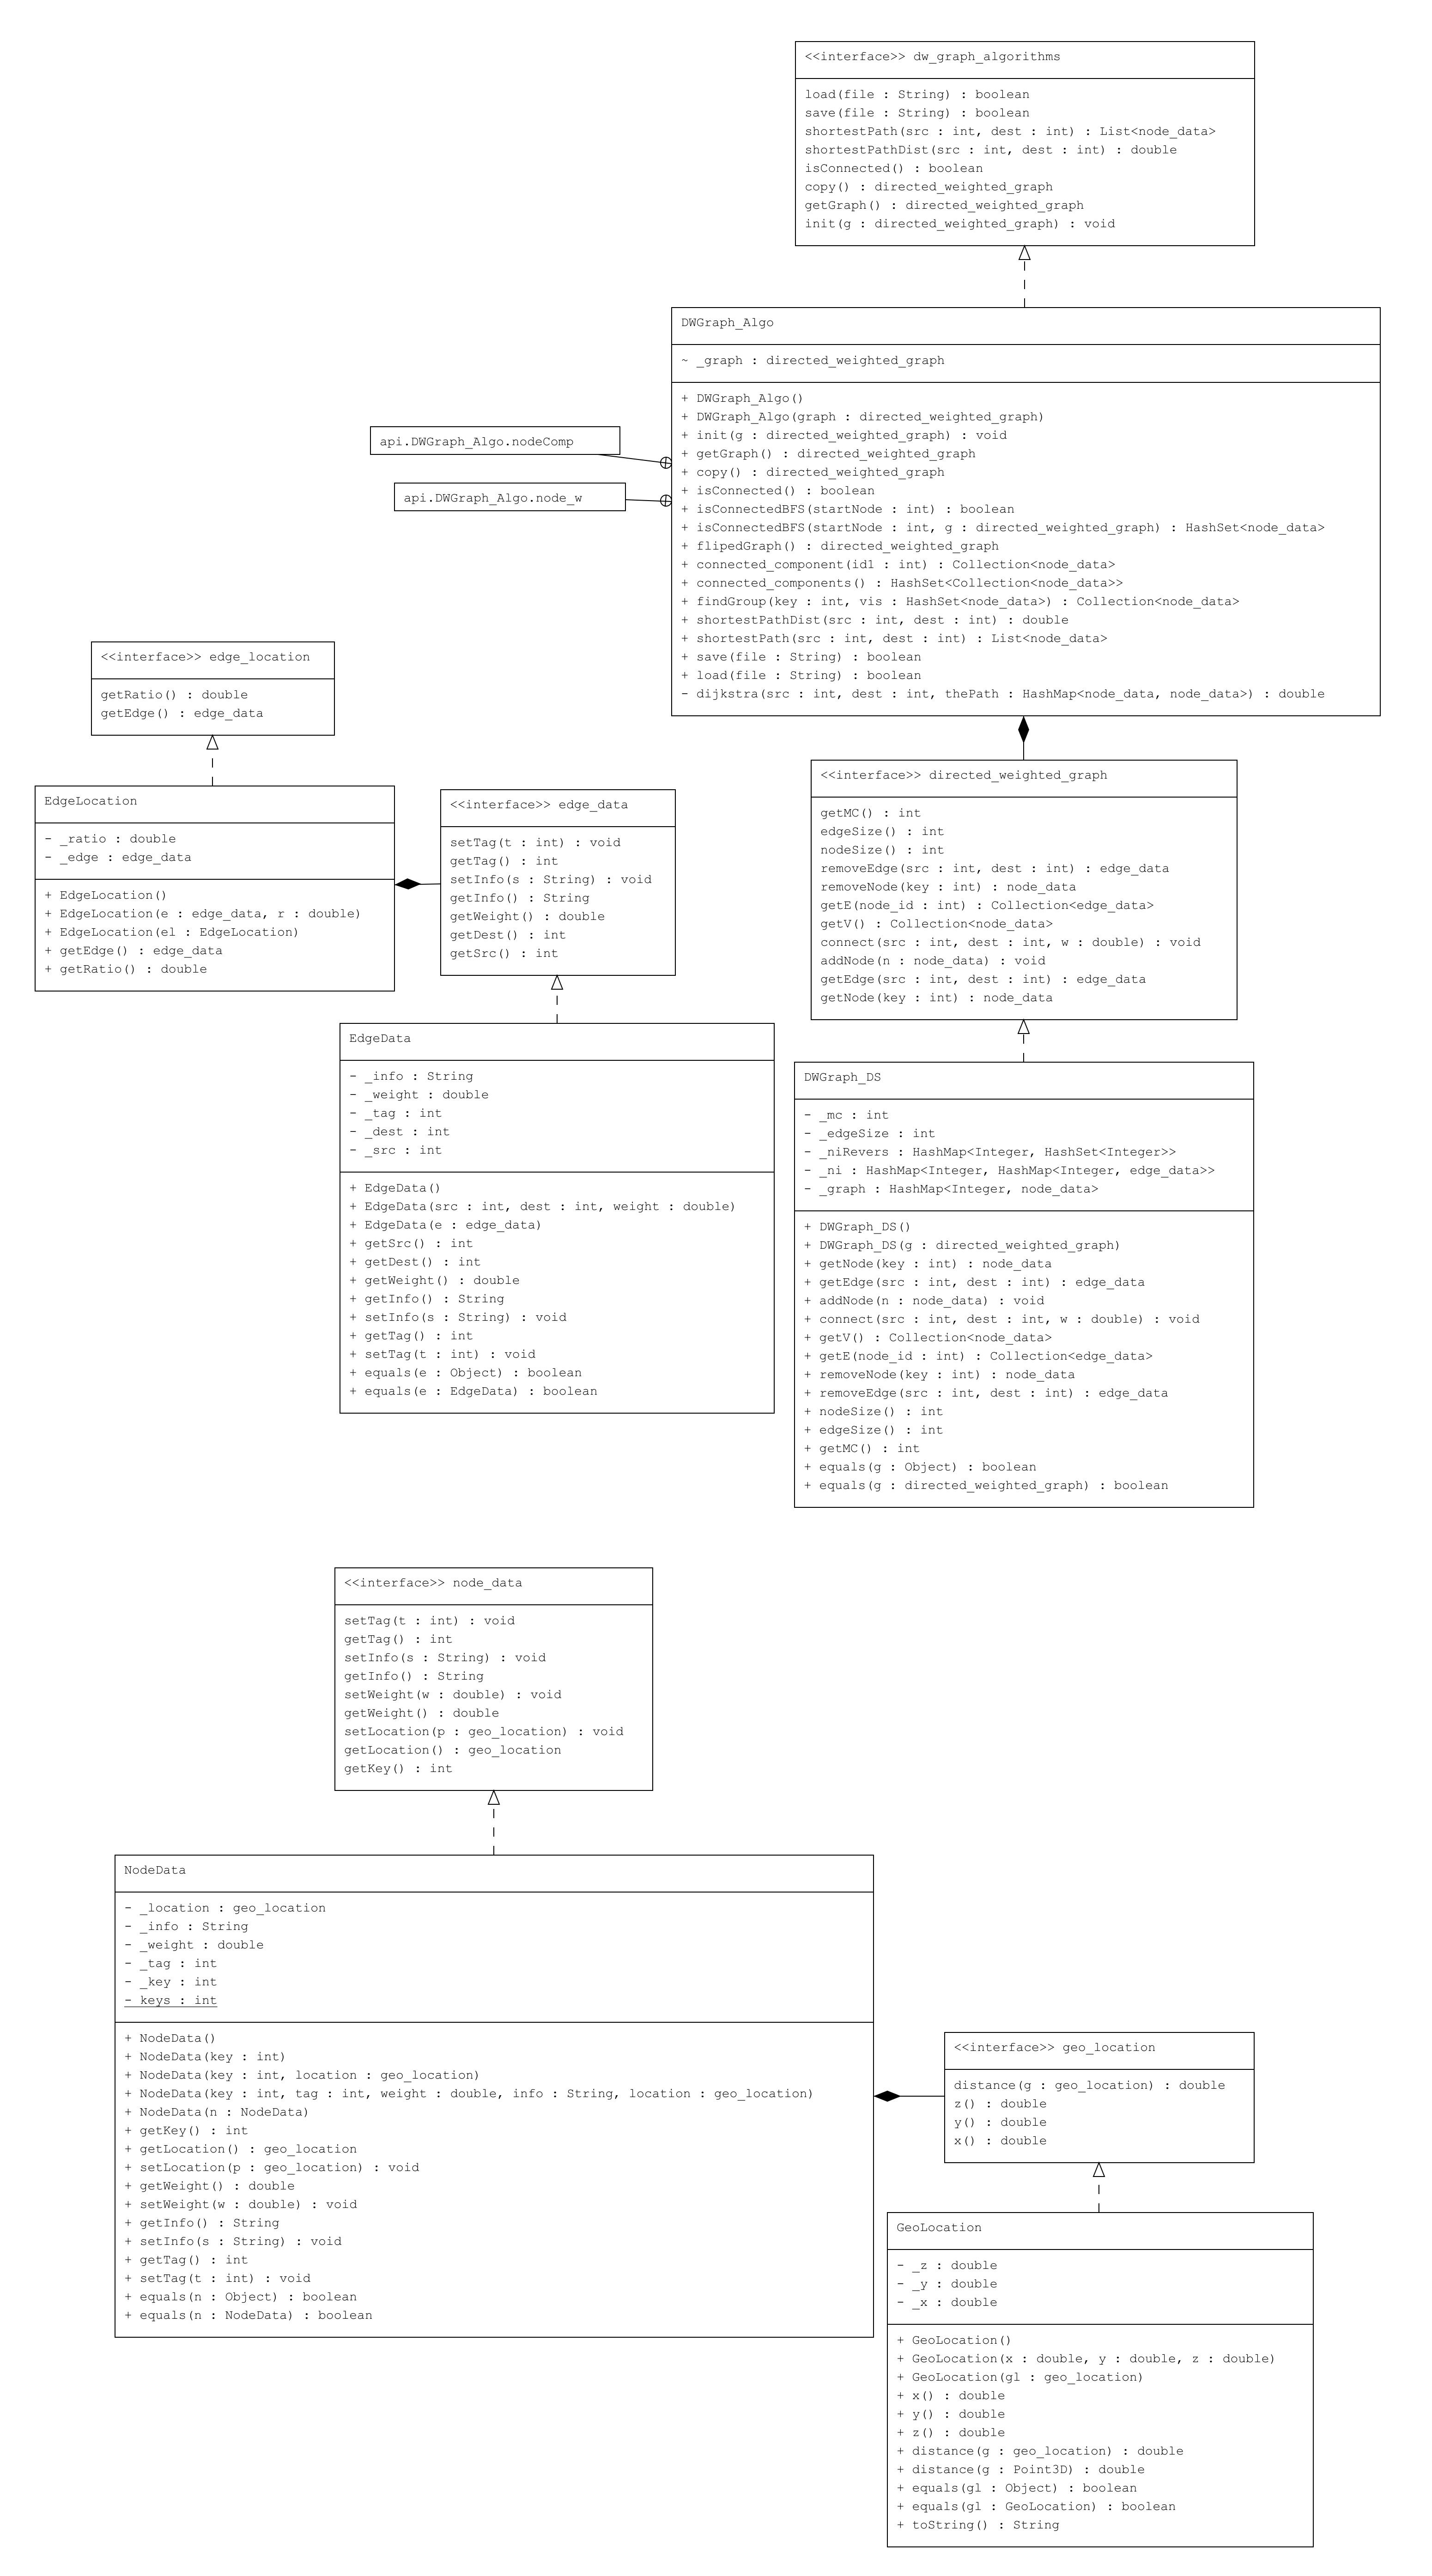 <<interface>> dw_graph_algorithms
load(file : String) : boolean
save(file : String) : boolean
shortestPath(src : int, dest : int) : List<node_data>
shortestPathDist(src : int, dest : int) : double
isConnected() : boolean
copy() : directed_weighted_graph
getGraph() : directed_weighted_graph
init(g : directed_weighted_graph) : void
DWGraph_Algo
~ _graph : directed_weighted_graph
+ DWGraph_Algo()
+ DWGraph_Algo(graph : directed_weighted_graph)
+ init(g : directed_weighted_graph) : void
+ getGraph() : directed_weighted_graph
+ copy() : directed_weighted_graph
+ isConnected() : boolean
+ isConnectedBFS(startNode : int) : boolean
+ isConnectedBFS(startNode : int, g : directed_weighted_graph) : HashSet<node_data>
+ flipedGraph() : directed_weighted_graph
+ connected_component(id1 : int) : Collection<node_data>
+ connected_components() : HashSet<Collection<node_data>>
+ findGroup(key : int, vis : HashSet<node_data>) : Collection<node_data>
+ shortestPathDist(src : int, dest : int) : double
+ shortestPath(src : int, dest : int) : List<node_data>
+ save(file : String) : boolean
+ load(file : String) : boolean
- dijkstra(src : int, dest : int, thePath : HashMap<node_data, node_data>) : double
api.DWGraph_Algo.nodeComp
api.DWGraph_Algo.node_w
<<interface>> edge_location
getRatio() : double
getEdge() : edge_data
EdgeLocation
- _ratio : double
- _edge : edge_data
+ EdgeLocation()
+ EdgeLocation(e : edge_data, r : double)
+ EdgeLocation(el : EdgeLocation)
+ getEdge() : edge_data
+ getRatio() : double
<<interface>> edge_data
setTag(t : int) : void
getTag() : int
setInfo(s : String) : void
getInfo() : String
getWeight() : double
getDest() : int
getSrc() : int
EdgeData
- _info : String
- _weight : double
- _tag : int
- _dest : int
- _src : int
+ EdgeData()
+ EdgeData(src : int, dest : int, weight : double)
+ EdgeData(e : edge_data)
+ getSrc() : int
+ getDest() : int
+ getWeight() : double
+ getInfo() : String
+ setInfo(s : String) : void
+ getTag() : int
+ setTag(t : int) : void
+ equals(e : Object) : boolean
+ equals(e : EdgeData) : boolean
<<interface>> directed_weighted_graph
getMC() : int
edgeSize() : int
nodeSize() : int
removeEdge(src : int, dest : int) : edge_data
removeNode(key : int) : node_data
getE(node_id : int) : Collection<edge_data>
getV() : Collection<node_data>
connect(src : int, dest : int, w : double) : void
addNode(n : node_data) : void
getEdge(src : int, dest : int) : edge_data
getNode(key : int) : node_data
DWGraph_DS
- _mc : int
- _edgeSize : int
- _niRevers : HashMap<Integer, HashSet<Integer>>
- _ni : HashMap<Integer, HashMap<Integer, edge_data>>
- _graph : HashMap<Integer, node_data>
+ DWGraph_DS()
+ DWGraph_DS(g : directed_weighted_graph)
+ getNode(key : int) : node_data
+ getEdge(src : int, dest : int) : edge_data
+ addNode(n : node_data) : void
+ connect(src : int, dest : int, w : double) : void
+ getV() : Collection<node_data>
+ getE(node_id : int) : Collection<edge_data>
+ removeNode(key : int) : node_data
+ removeEdge(src : int, dest : int) : edge_data
+ nodeSize() : int
+ edgeSize() : int
+ getMC() : int
+ equals(g : Object) : boolean
+ equals(g : directed_weighted_graph) : boolean
<<interface>> node_data
setTag(t : int) : void
getTag() : int
setInfo(s : String) : void
getInfo() : String
setWeight(w : double) : void
getWeight() : double
setLocation(p : geo_location) : void
getLocation() : geo_location
getKey() : int
NodeData
- _location : geo_location
- _info : String
- _weight : double
- _tag : int
- _key : int
- keys : int
+ NodeData()
+ NodeData(key : int)
+ NodeData(key : int, location : geo_location)
+ NodeData(key : int, tag : int, weight : double, info : String, location : geo_location)
+ NodeData(n : NodeData)
+ getKey() : int
+ getLocation() : geo_location
+ setLocation(p : geo_location) : void
+ getWeight() : double
+ setWeight(w : double) : void
+ getInfo() : String
+ setInfo(s : String) : void
+ getTag() : int
+ setTag(t : int) : void
+ equals(n : Object) : boolean
+ equals(n : NodeData) : boolean
<<interface>> geo_location
distance(g : geo_location) : double
z() : double
y() : double
x() : double
GeoLocation
- _z : double
- _y : double
- _x : double
+ GeoLocation()
+ GeoLocation(x : double, y : double, z : double)
+ GeoLocation(gl : geo_location)
+ x() : double
+ y() : double
+ z() : double
+ distance(g : geo_location) : double
+ distance(g : Point3D) : double
+ equals(gl : Object) : boolean
+ equals(gl : GeoLocation) : boolean
+ toString() : String